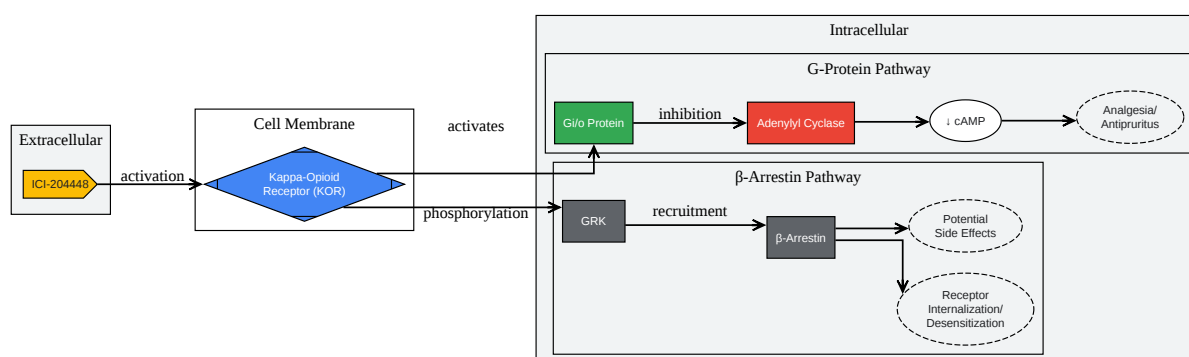 Intracellular
G-Protein Pathway
Gi/o Protein
inhibition
Adenylyl Cyclase
↓ cAMP
Analgesia/
Antipruritus
Extracellular
ICI-204448
activation
Cell Membrane
Kappa-Opioid
Receptor (KOR)
activates
phosphorylation
β-Arrestin Pathway
GRK
recruitment
β-Arrestin
Potential
Side Effects
Receptor
Internalization/
Desensitization